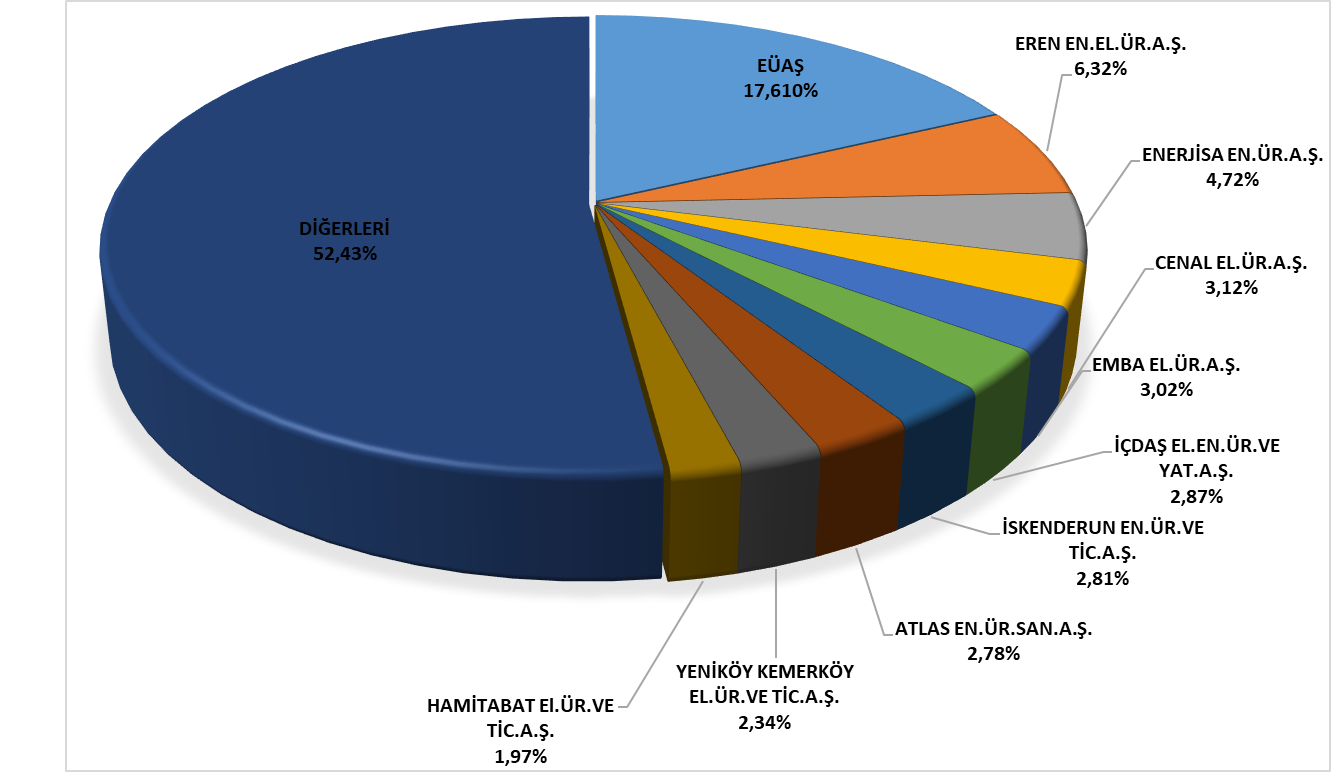 EÜAŞ
17,610%
EREN EN.EL.ÜR.A.Ş.
6,32%
ENERJİSA EN.ÜR.A.Ş.
4,72%
CENAL EL.ÜR.A.Ş.
3,12%
EMBA EL.ÜR.A.Ş.
3,02%
İÇDAŞ EL.EN.ÜR.VE
YAT.A.Ş.
2,87%
İSKENDERUN EN.ÜR.VE
TİC.A.Ş.
2,81%
ATLAS EN.ÜR.SAN.A.Ş.
2,78%
YENİKÖY KEMERKÖY
EL.ÜR.VE TİC.A.Ş.
2,34%
HAMİTABAT El.ÜR.VE
TİC.A.Ş.
1,97%
DİĞERLERİ
52,43%